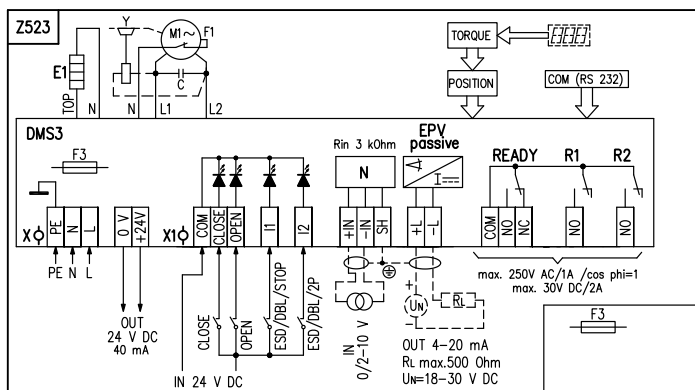 Z523
Y
M1~
F1
E1
C
TOP
N
N
L1
L2
TORQUE
POSITION
COM (RS 232)
DMS3
F3
Rin 3 kOhm
N
EPV
passive
I
READY
R1
R2
X
PE
N
L
0 V
+24V
X1
COM
CLOSE
OPEN
I1
I2
+IN
-IN
SH
+L
-L
COM
NO
NC
NO
NO
PE N L
OUT
24 V DC
40 mA
CLOSE
OPEN
ESD/DBL/STOP
ESD/DBL/2P
IN 24 V DC
IN
0/2-10 V
+
UN
-
RL
OUT 4-20 mA
RL max.500 Ohm
UN=18-30 V DC
max. 250V AC/1A /cos phi=1
max. 30V DC/2A
F3